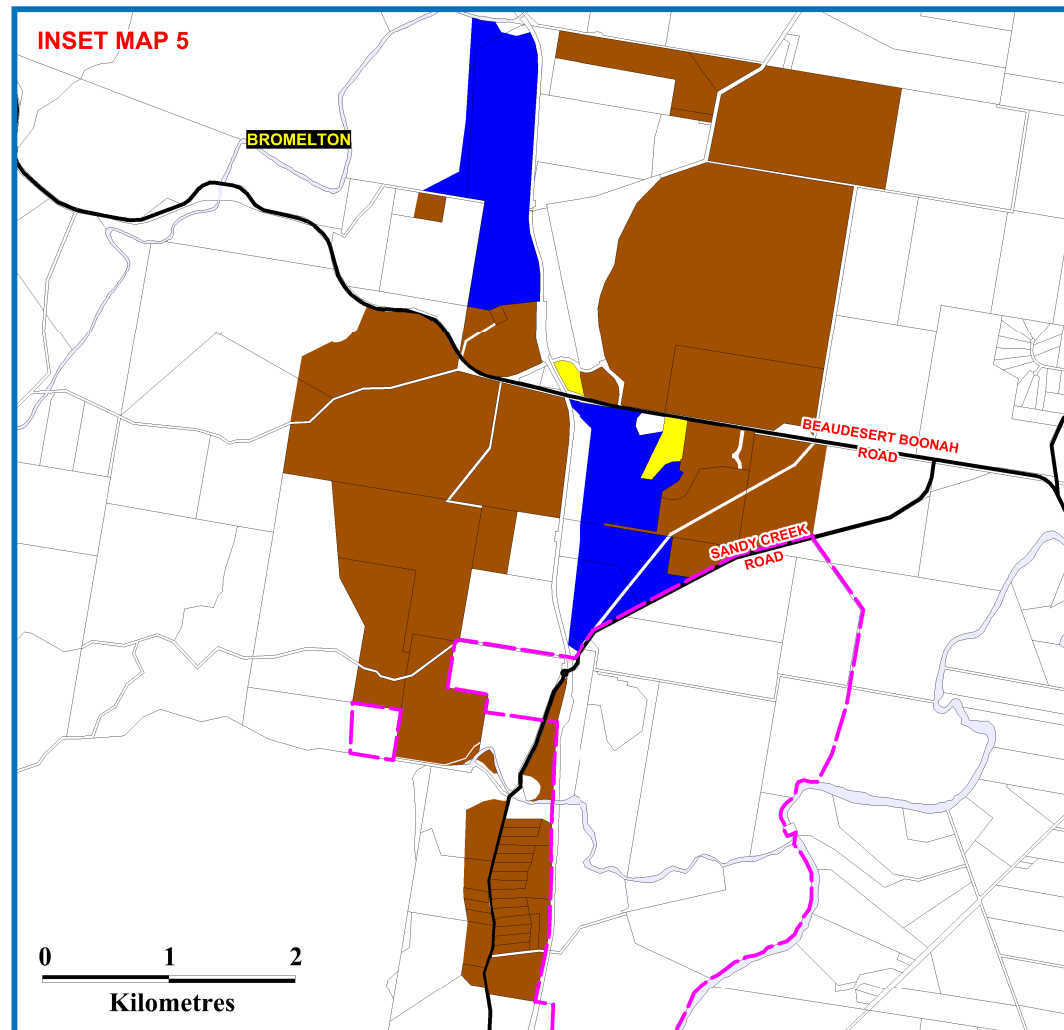 INSET MAP 5
BROMELTON
BEAUDESERT BOONAH
ROAD
SANDY CREEK
ROAD
0 1 2
Kilometres